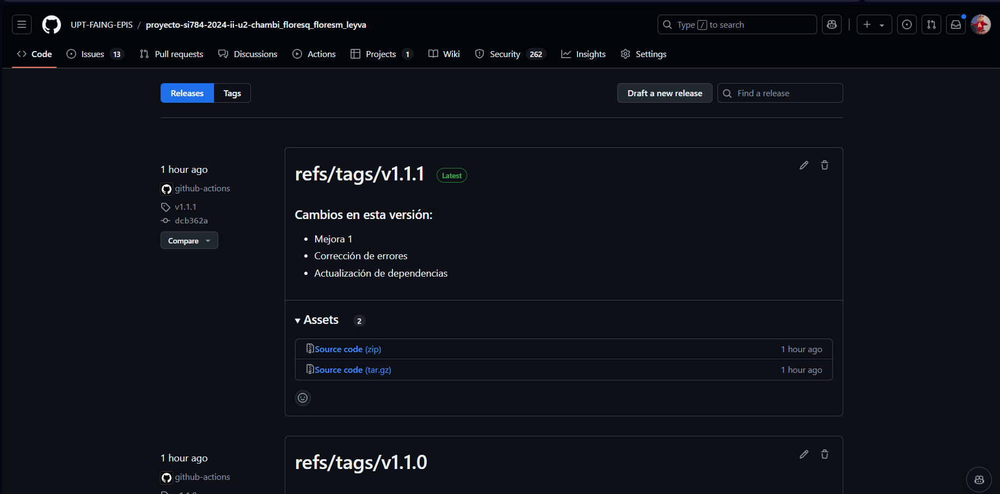 UPT-FAING-EPIS / proyecto-si784-2024-ii-u2-chambi_floresq_floresm_leyva
Type / to search
Code
Issues 13
Pull requests
Discussions
Actions
Projects 1
Wiki
Security 262
Insights
Settings
Releases
Tags
Draft a new release
Find a release
1 hour ago
github-actions
v1.1.1
dcb362a
Compare
refs/tags/v1.1.1 Latest
Cambios en esta versión:
Mejora 1
Corrección de errores
Actualización de dependencias
Assets 2
Source code (zip) 1 hour ago
Source code (tar.gz) 1 hour ago
1 hour ago
github-actions
refs/tags/v1.1.0